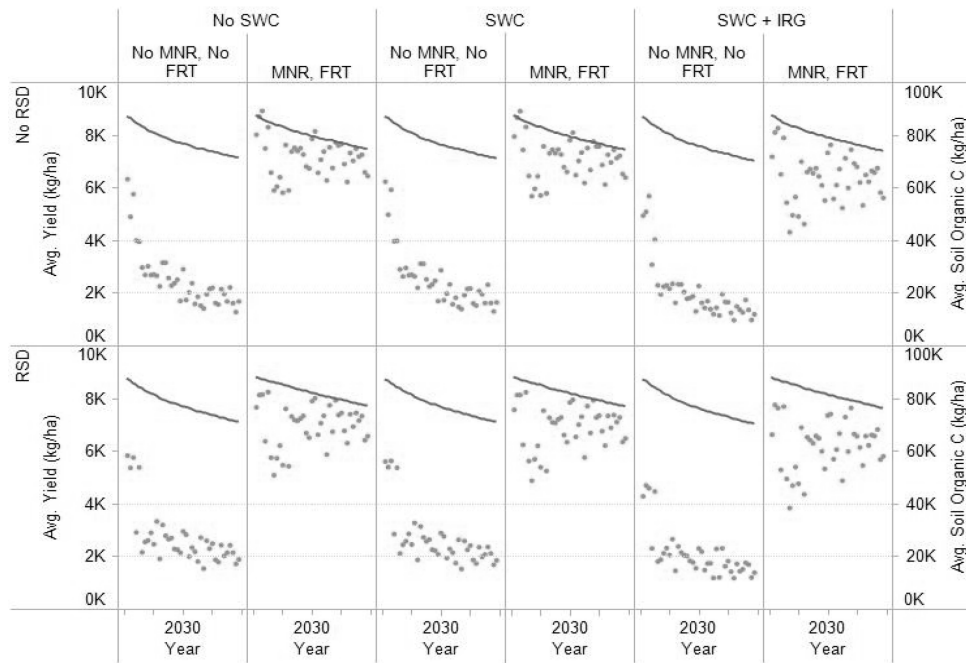 No SWC SWC SWC + IRG
No MNR, No FRT MNR, FRT No MNR, No FRT MNR, FRT No MNR, No FRT MNR, FRT
No RSD
Avg. Yield (kg/ha)
10K
8K
6K
4K
2K
0K
100K
80K
60K
40K
20K
0K
Avg. Soil Organic C (kg/ha)
RSD
Avg. Yield (kg/ha)
10K
8K
6K
4K
2K
0K
100K
80K
60K
40K
20K
0K
Avg. Soil Organic C (kg/ha)
2030 2030 2030 2030 2030 2030
Year Year Year Year Year Year